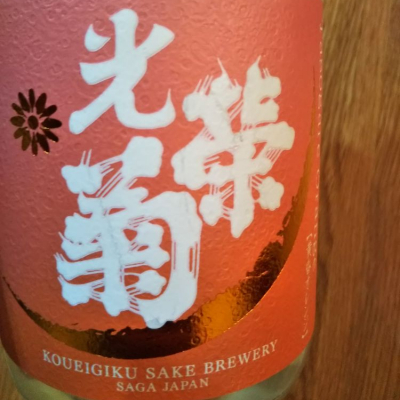 光栄菊
KOUEIGIKU SAKE BREWERY
SAGA JAPAN